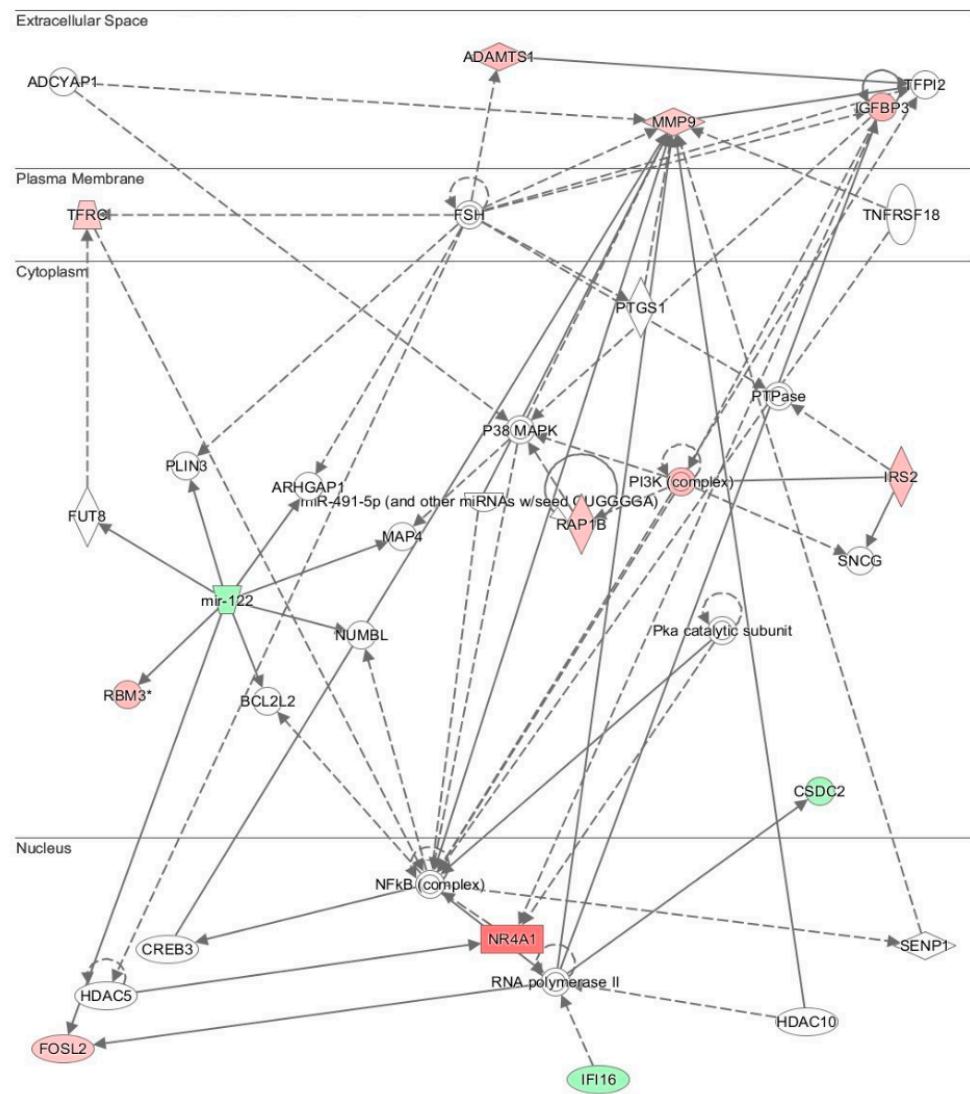 Extracellular Space
ADAMTS1
ADCYAP1
TFPI2
IGFBP3
MMP9
Plasma Membrane
TFRC
FSH
TNFRSF18
Cytoplasm
PTGS1
PTPase
P38 MAPK
PLIN3
ARHGAP1
PI3K (complex)
IRS2
miR-491-5p (and other miRNAs w/seed GUGGGGA)
FUT8
RAP1B
MAP4
SNCG
mir-122
NUMBL
Pka catalytic subunit
RBM3*
BCL2L2
CSDC2
Nucleus
NFkB (complex)
CREB3
NR4A1
SENP1
RNA polymerase II
HDAC5
HDAC10
FOSL2
IFI16